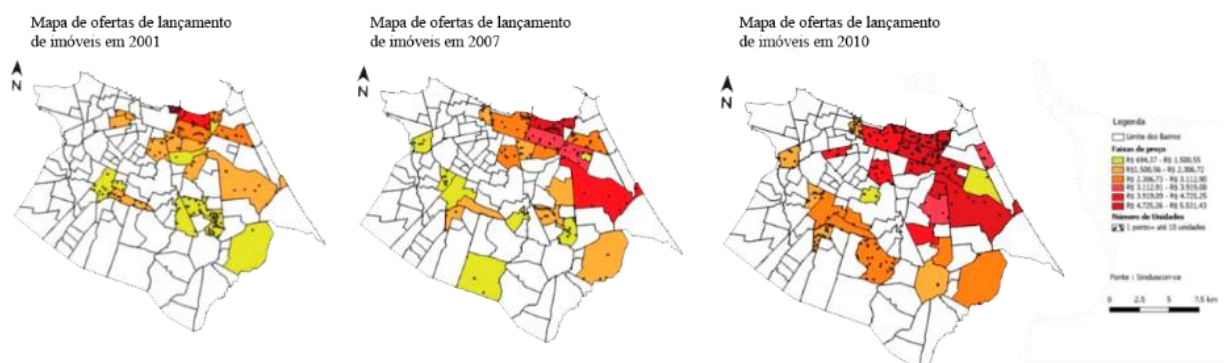 Mapa de ofertas de lançamento
de imóveis em 2001
N
Mapa de ofertas de lançamento
de imóveis em 2007
N
Mapa de ofertas de lançamento
de imóveis em 2010
N
Legenda
Limite dos Bairros
Faixas de preço
R$ 694,37 - R$ 1.500,55
R$1.500,56 - R$ 2.306,72
R$ 2.306,73 - R$ 3.112,90
R$ 3.112,91 - R$ 3.919,08
R$ 3.919,09 - R$ 4.725,25
R$ 4.725,26 - R$ 5.531,43
Número de Unidades
1 ponto= até 10 unidades
Fonte : Sinduscon-ce
0 2.5 5 7.5 km